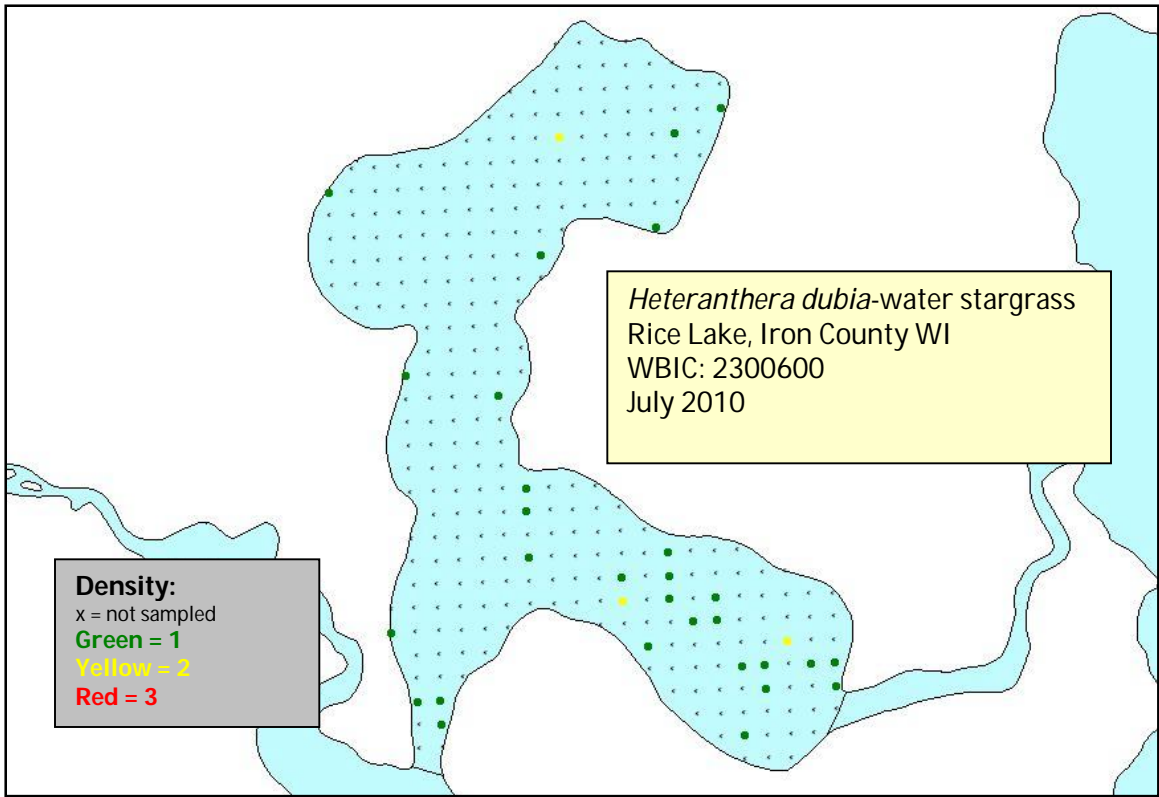 Heteranthera dubia-water stargrass
Rice Lake, Iron County WI
WBIC: 2300600
July 2010
Density:
x = not sampled
Green = 1
Yellow = 2
Red = 3